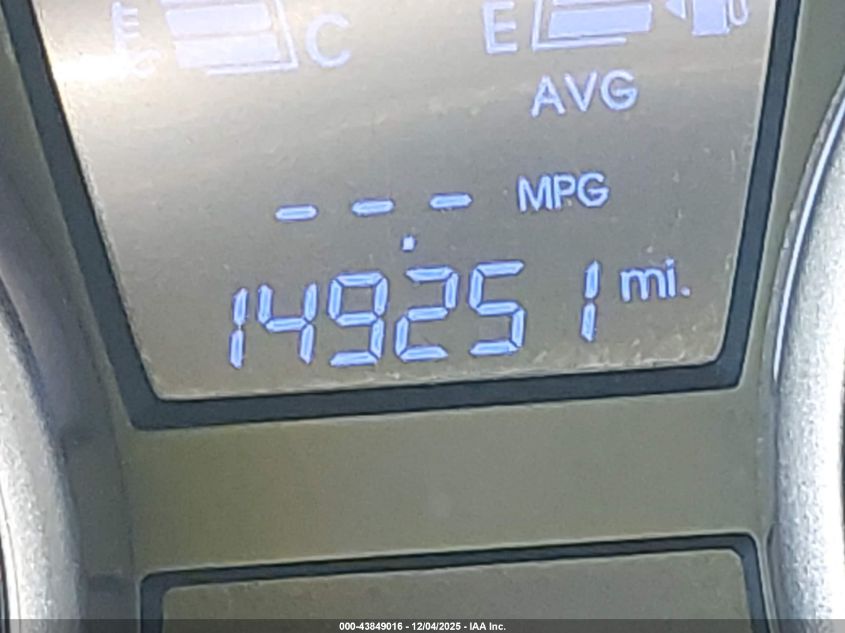 C E
AVG
--.- MPG
149251 mi.
000-43849016 - 12/04/2025 - IAA Inc.